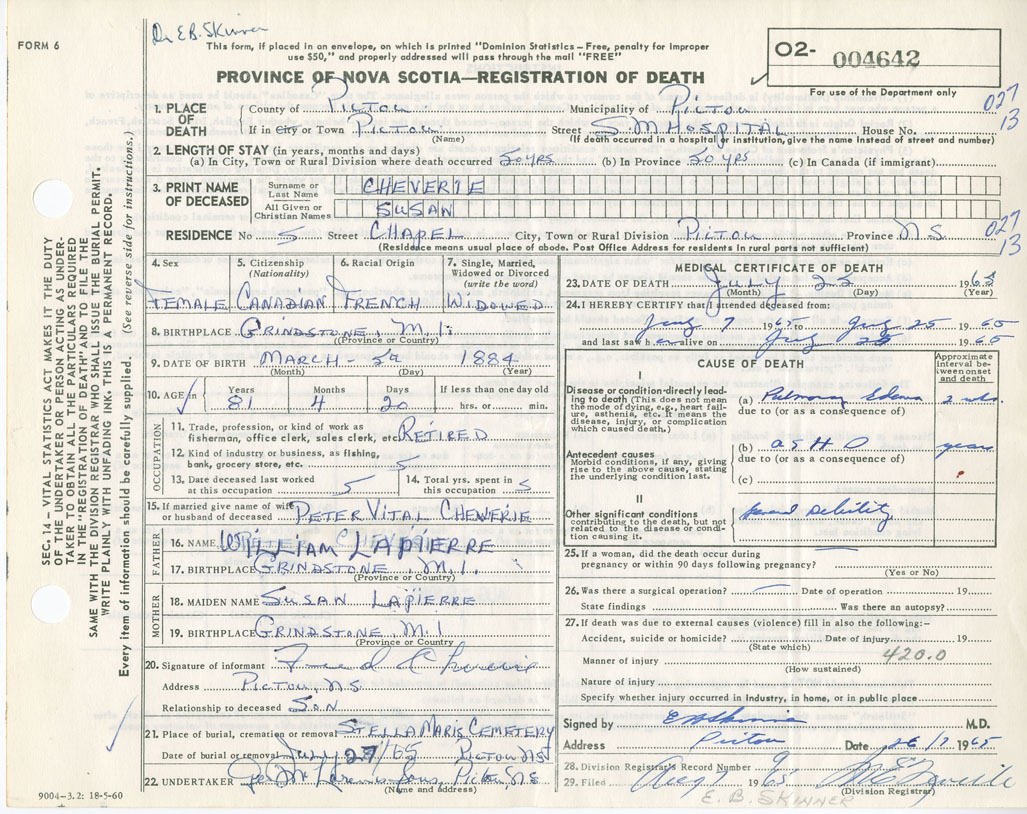 Dr E.B. Skinner
FORM 6
This form, if placed in an envelope, on which is printed "Dominion Statistics – Free, penalty for improper
use $50," and properly addressed will pass through the mail "FREE"
02- 004642
PROVINCE OF NOVA SCOTIA—REGISTRATION OF DEATH
For use of the Department only
027
13
1. PLACE OF DEATH
County of PICTOU Municipality of PICTOU
If in City or Town PICTOU Street S M HOSPITAL House No.
(Name) (If death occurred in a hospital or institution, give the name instead of street and number)
2. LENGTH OF STAY (in years, months and days)
(a) In City, Town or Rural Division where death occurred 50 YRS (b) In Province 50 YRS (c) In Canada (if immigrant)
3. PRINT NAME OF DECEASED
Surname or Last Name CHEVERIE
All Given or Christian Names SUSAN
027
13
RESIDENCE No 5 Street CHAPEL City, Town or Rural Division PICTOU Province N.S.
(Residence means usual place of abode. Post Office Address for residents in rural parts not sufficient)
4. Sex 5. Citizenship (Nationality) 6. Racial Origin 7. Single, Married, Widowed or Divorced (write the word)
FEMALE CANADIAN FRENCH WIDOWED
8. BIRTHPLACE GRINDSTONE, M.I.
(Province or Country)
9. DATE OF BIRTH MARCH - 5 1884
(Month) (Day) (Year)
10. AGE in Years Months Days If less than one day old
81 4 20 hrs. or min.
OCCUPATION
11. Trade, profession, or kind of work as
fisherman, office clerk, sales clerk, etc. RETIRED
12. Kind of industry or business, as fishing,
bank, grocery store, etc.
13. Date deceased last worked
at this occupation
14. Total yrs. spent in
this occupation
15. If married give name of wife
or husband of deceased PETER VITAL CHEVERIE
FATHER
16. NAME WILLIAM LAPIERRE
17. BIRTHPLACE GRINDSTONE, M.I.
(Province or Country)
MOTHER
18. MAIDEN NAME SUSAN LAPIERRE
19. BIRTHPLACE GRINDSTONE, M.I
(Province or Country)
20. Signature of informant
Address PICTOU, N.S.
Relationship to deceased SON
21. Place of burial, cremation or removal STELLA MARIS CEMETERY
Date of burial or removal JULY 27/65 PICTOU NS
22. UNDERTAKER
(Name and address)
9004-3.2: 18-5-60
MEDICAL CERTIFICATE OF DEATH
23. DATE OF DEATH JULY 1965
(Month) (Day) (Year)
24. I HEREBY CERTIFY that I attended deceased from:
July 7 1965 to July 25 1965
and last saw h alive on July 25 1965
CAUSE OF DEATH
Approximate interval between onset and death
I
Disease or condition directly leading to death (This does not mean the mode of dying, e.g., heart failure, asthenia, etc. It means the disease, injury, or complication which caused death.)
(a) Pulmonary Edema 2 wks.
due to (or as a consequence of)
Antecedent causes
Morbid conditions, if any, giving rise to the above cause, stating the underlying condition last.
(b) A S H D years
due to (or as a consequence of)
(c)
II
Other significant conditions
contributing to the death, but not related to the disease or condition causing it.
Debility
25. If a woman, did the death occur during
pregnancy or within 90 days following pregnancy?
(Yes or No)
26. Was there a surgical operation? Date of operation 19
State findings Was there an autopsy?
27. If death was due to external causes (violence) fill in also the following:-
Accident, suicide or homicide? Date of injury 19
(State which)
Manner of injury 420.0
(How sustained)
Nature of injury
Specify whether injury occurred in Industry, in home, or in public place
Signed by EB Skinner M.D.
Address Pictou Date 26/7 1965
28. Division Registrar's Record Number
29. Filed Aug 7 1965
(Division Registrar)
E. B. SKINNER
SEC. 14 – VITAL STATISTICS ACT MAKES IT THE DUTY
OF THE UNDERTAKER OR PERSON ACTING AS UNDER-
TAKER TO OBTAIN ALL THE PARTICULARS REQUIRED
IN THE "REGISTRATION OF DEATH" AND TO FILE THE
SAME WITH THE DIVISION REGISTRAR WHO SHALL ISSUE THE BURIAL PERMIT.
WRITE PLAINLY WITH UNFADING INK. THIS IS A PERMANENT RECORD.
Every item of information should be carefully supplied. (See reverse side for instructions.)